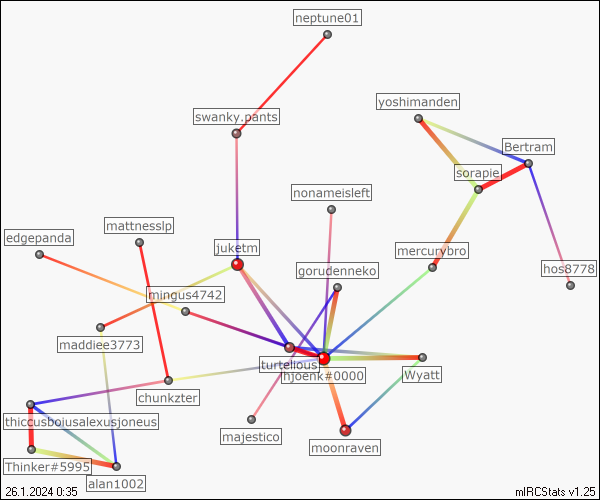 neptune01
yoshimanden
swanky.pants
Bertram
sorapie
nonameisleft
mattnesslp
edgepanda
juketm
mercurybro
gorudenneko
hos8778
mingus4742
maddiee3773
turtellous
hjoenk#0000
Wyatt
chunkzter
thiccusboiusalexusjoneus
majestico
moonraven
Thinker#5995
alan1002
26.1.2024 0:35
mIRCStats v1.25